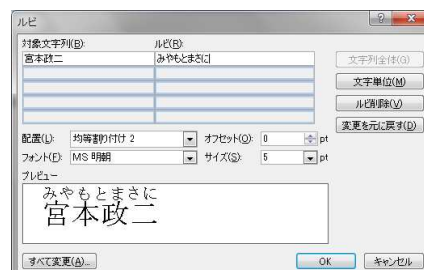 ルビ
対象文字列(B): ルビ(R):
宮本政二 みやもとまさに
文字列全体(G)
文字単位(M)
ルビ削除(V)
変更を元に戻す(D)
配置(L): 均等割り付け 2 オフセット(O): 0 pt
フォント(F): MS 明朝 サイズ(S): 5 pt
プレビュー
みやもとまさに
宮本政二
すべて変更(A)... OK キャンセル